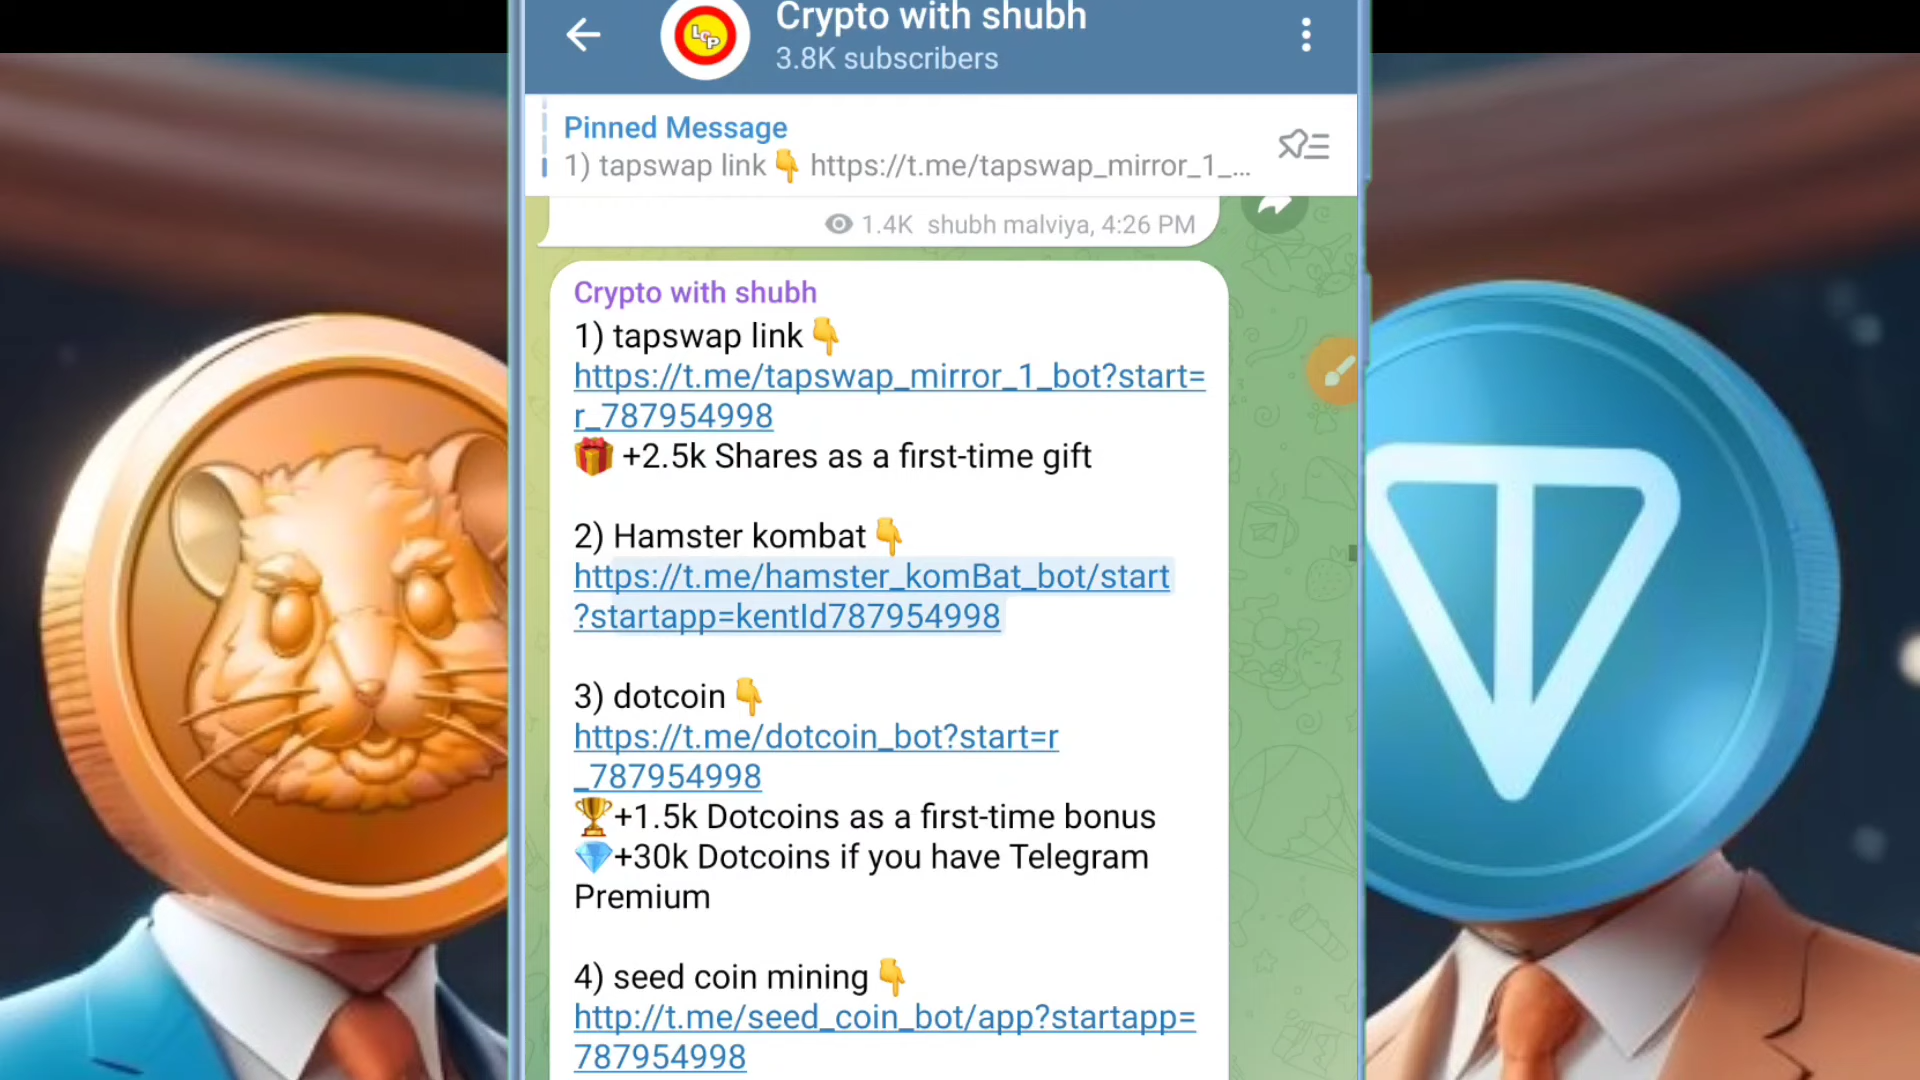 Crypto with shubh
LCP
3.8K subscribers
Pinned Message
1) tapswap link👇 https://t.me/tapswap_mirror_1_...
1.4K shubh malviya, 4:26 PM
Crypto with shubh
1) tapswap link👇
https://t.me/tapswap_mirror_1_bot?start=
r_787954998
🎁 +2.5k Shares as a first-time gift
2) Hamster kombat👇
https://t.me/hamster_komBat_bot/start
?startapp=kentId787954998
3) dotcoin👇
https://t.me/dotcoin_bot?start=r
_787954998
🏆+1.5k Dotcoins as a first-time bonus
💎+30k Dotcoins if you have Telegram
Premium
4) seed coin mining👇
http://t.me/seed_coin_bot/app?startapp=
787954998